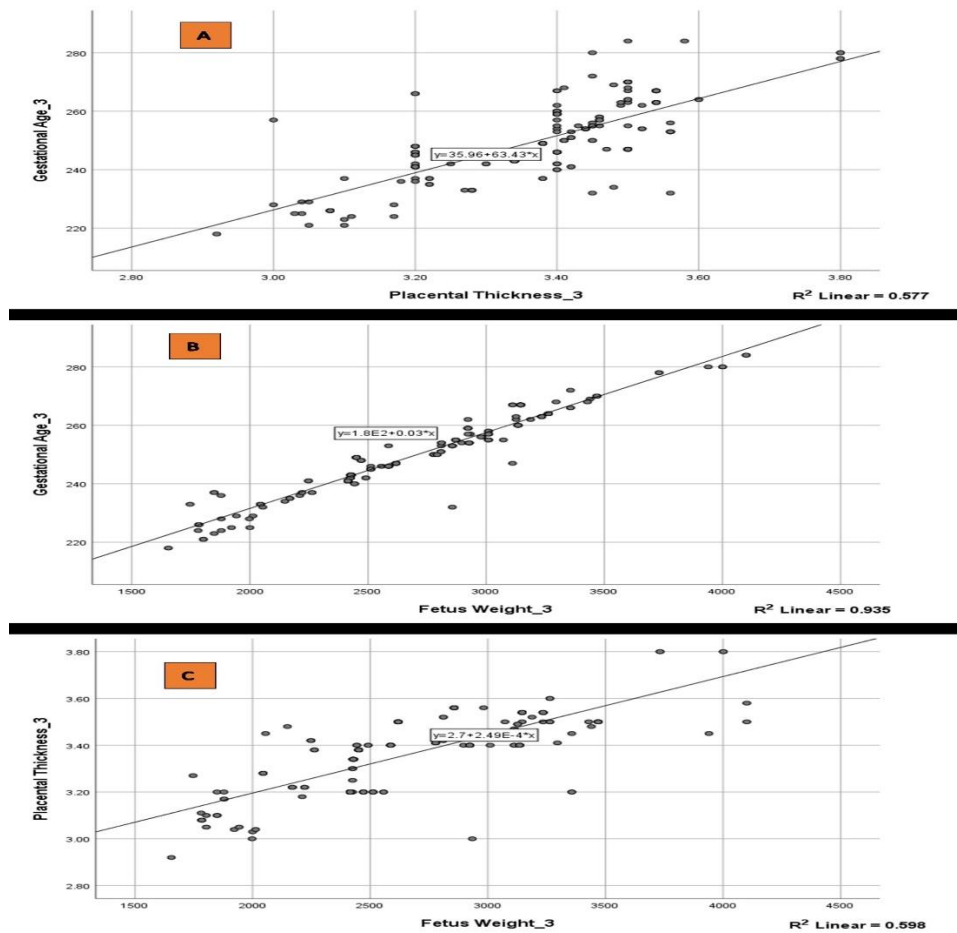 A
Gestational Age_3
280
260
240
220
y=35.96+63.43*x
2.80 3.00 3.20 3.40 3.60 3.80
Placental Thickness_3
R² Linear = 0.577
B
Gestational Age_3
280
260
240
220
y=1.8E2+0.03*x
1500 2000 2500 3000 3500 4000 4500
Fetus Weight_3
R² Linear = 0.935
C
Placental Thickness_3
3.80
3.60
3.40
3.20
3.00
2.80
y=2.7+2.49E-4*x
1500 2000 2500 3000 3500 4000 4500
Fetus Weight_3
R² Linear = 0.598